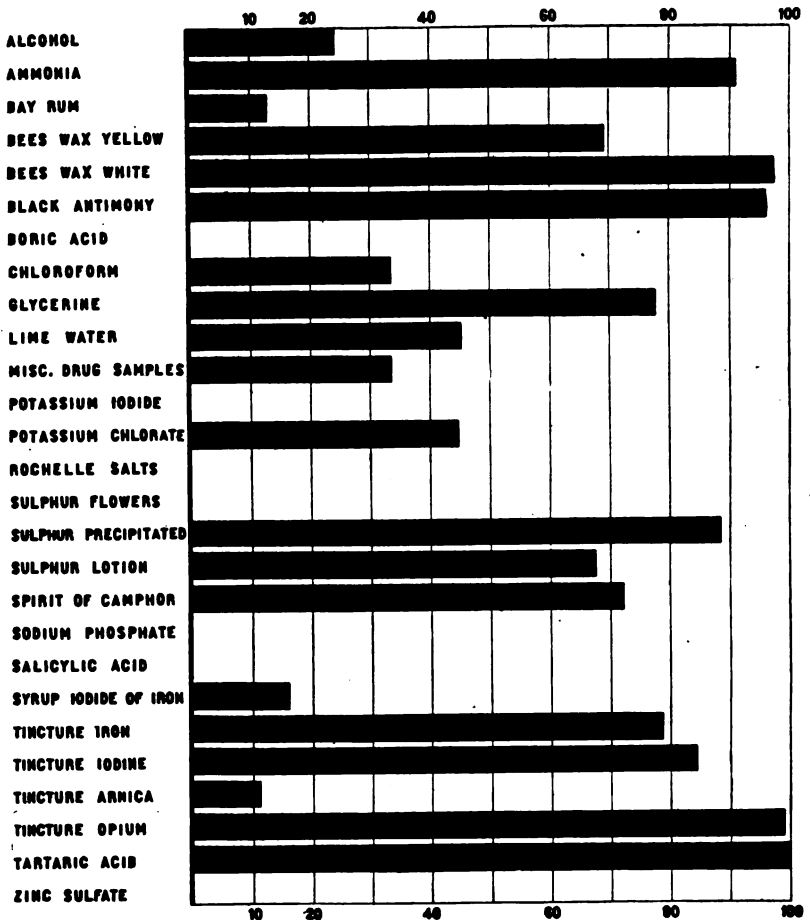 10 20 40 60 80 100
ALCOHOL
AMMONIA
BAY RUM
BEES WAX YELLOW
BEES WAX WHITE
BLACK ANTIMONY
BORIC ACID
CHLOROFORM
GLYCERINE
LIME WATER
MISC. DRUG SAMPLES
POTASSIUM IODIDE
POTASSIUM CHLORATE
ROCHELLE SALTS
SULPHUR FLOWERS
SULPHUR PRECIPITATED
SULPHUR LOTION
SPIRIT OF CAMPHOR
SODIUM PHOSPHATE
SALICYLIC ACID
SYRUP IODIDE OF IRON
TINCTURE IRON
TINCTURE IODINE
TINCTURE ARNICA
TINCTURE OPIUM
TARTARIC ACID
ZINC SULFATE
10 20 40 60 80 100